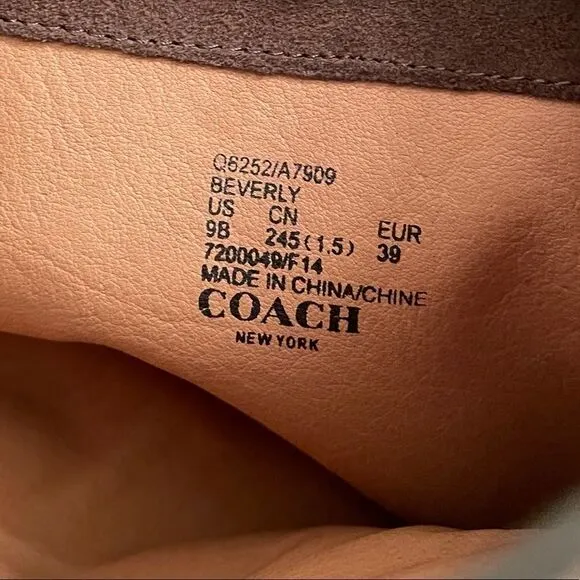 Q6252/A7909
BEVERLY
US CN EUR
9B 245(1.5) 39
7200049/F14
MADE IN CHINA/CHINE
COACH
NEW YORK